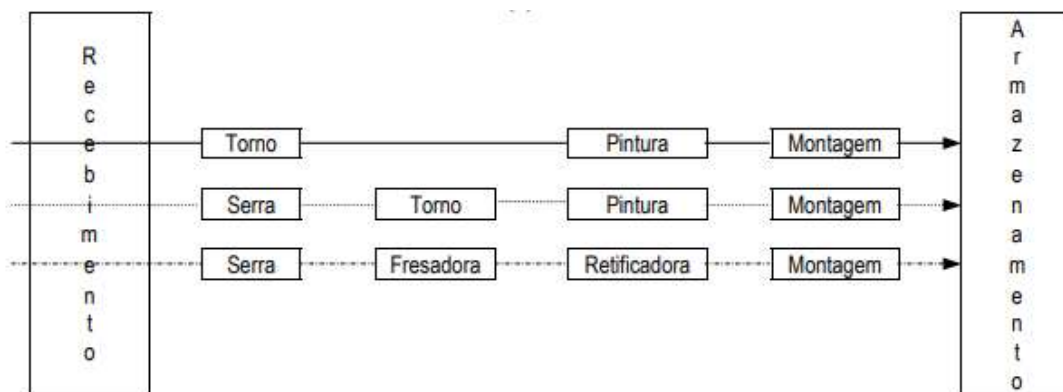 Recebimento
Torno Pintura Montagem
Serra Torno Pintura Montagem
Serra Fresadora Retificadora Montagem
Armazenamento